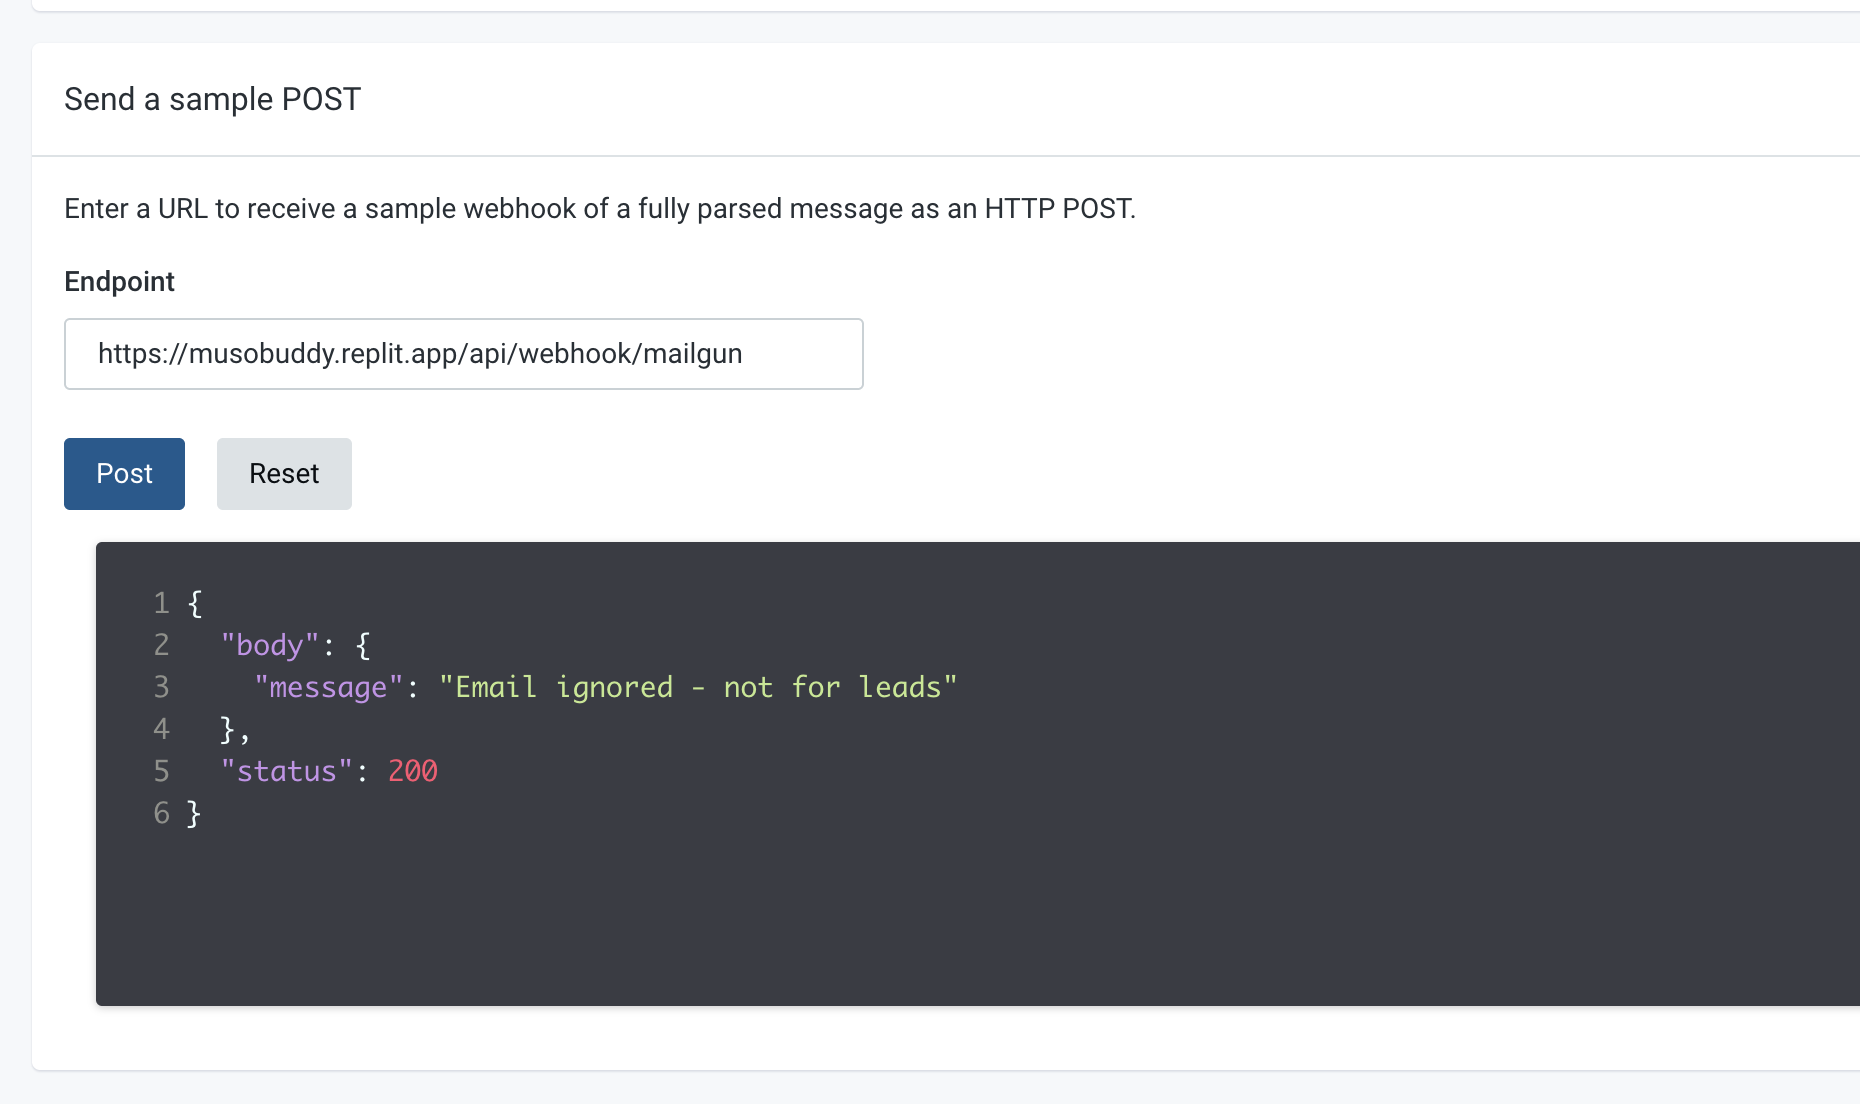 Send a sample POST
Enter a URL to receive a sample webhook of a fully parsed message as an HTTP POST.
Endpoint
https://musobuddy.replit.app/api/webhook/mailgun
Post Reset
1 {
2   "body": {
3     "message": "Email ignored - not for leads"
4   },
5   "status": 200
6 }